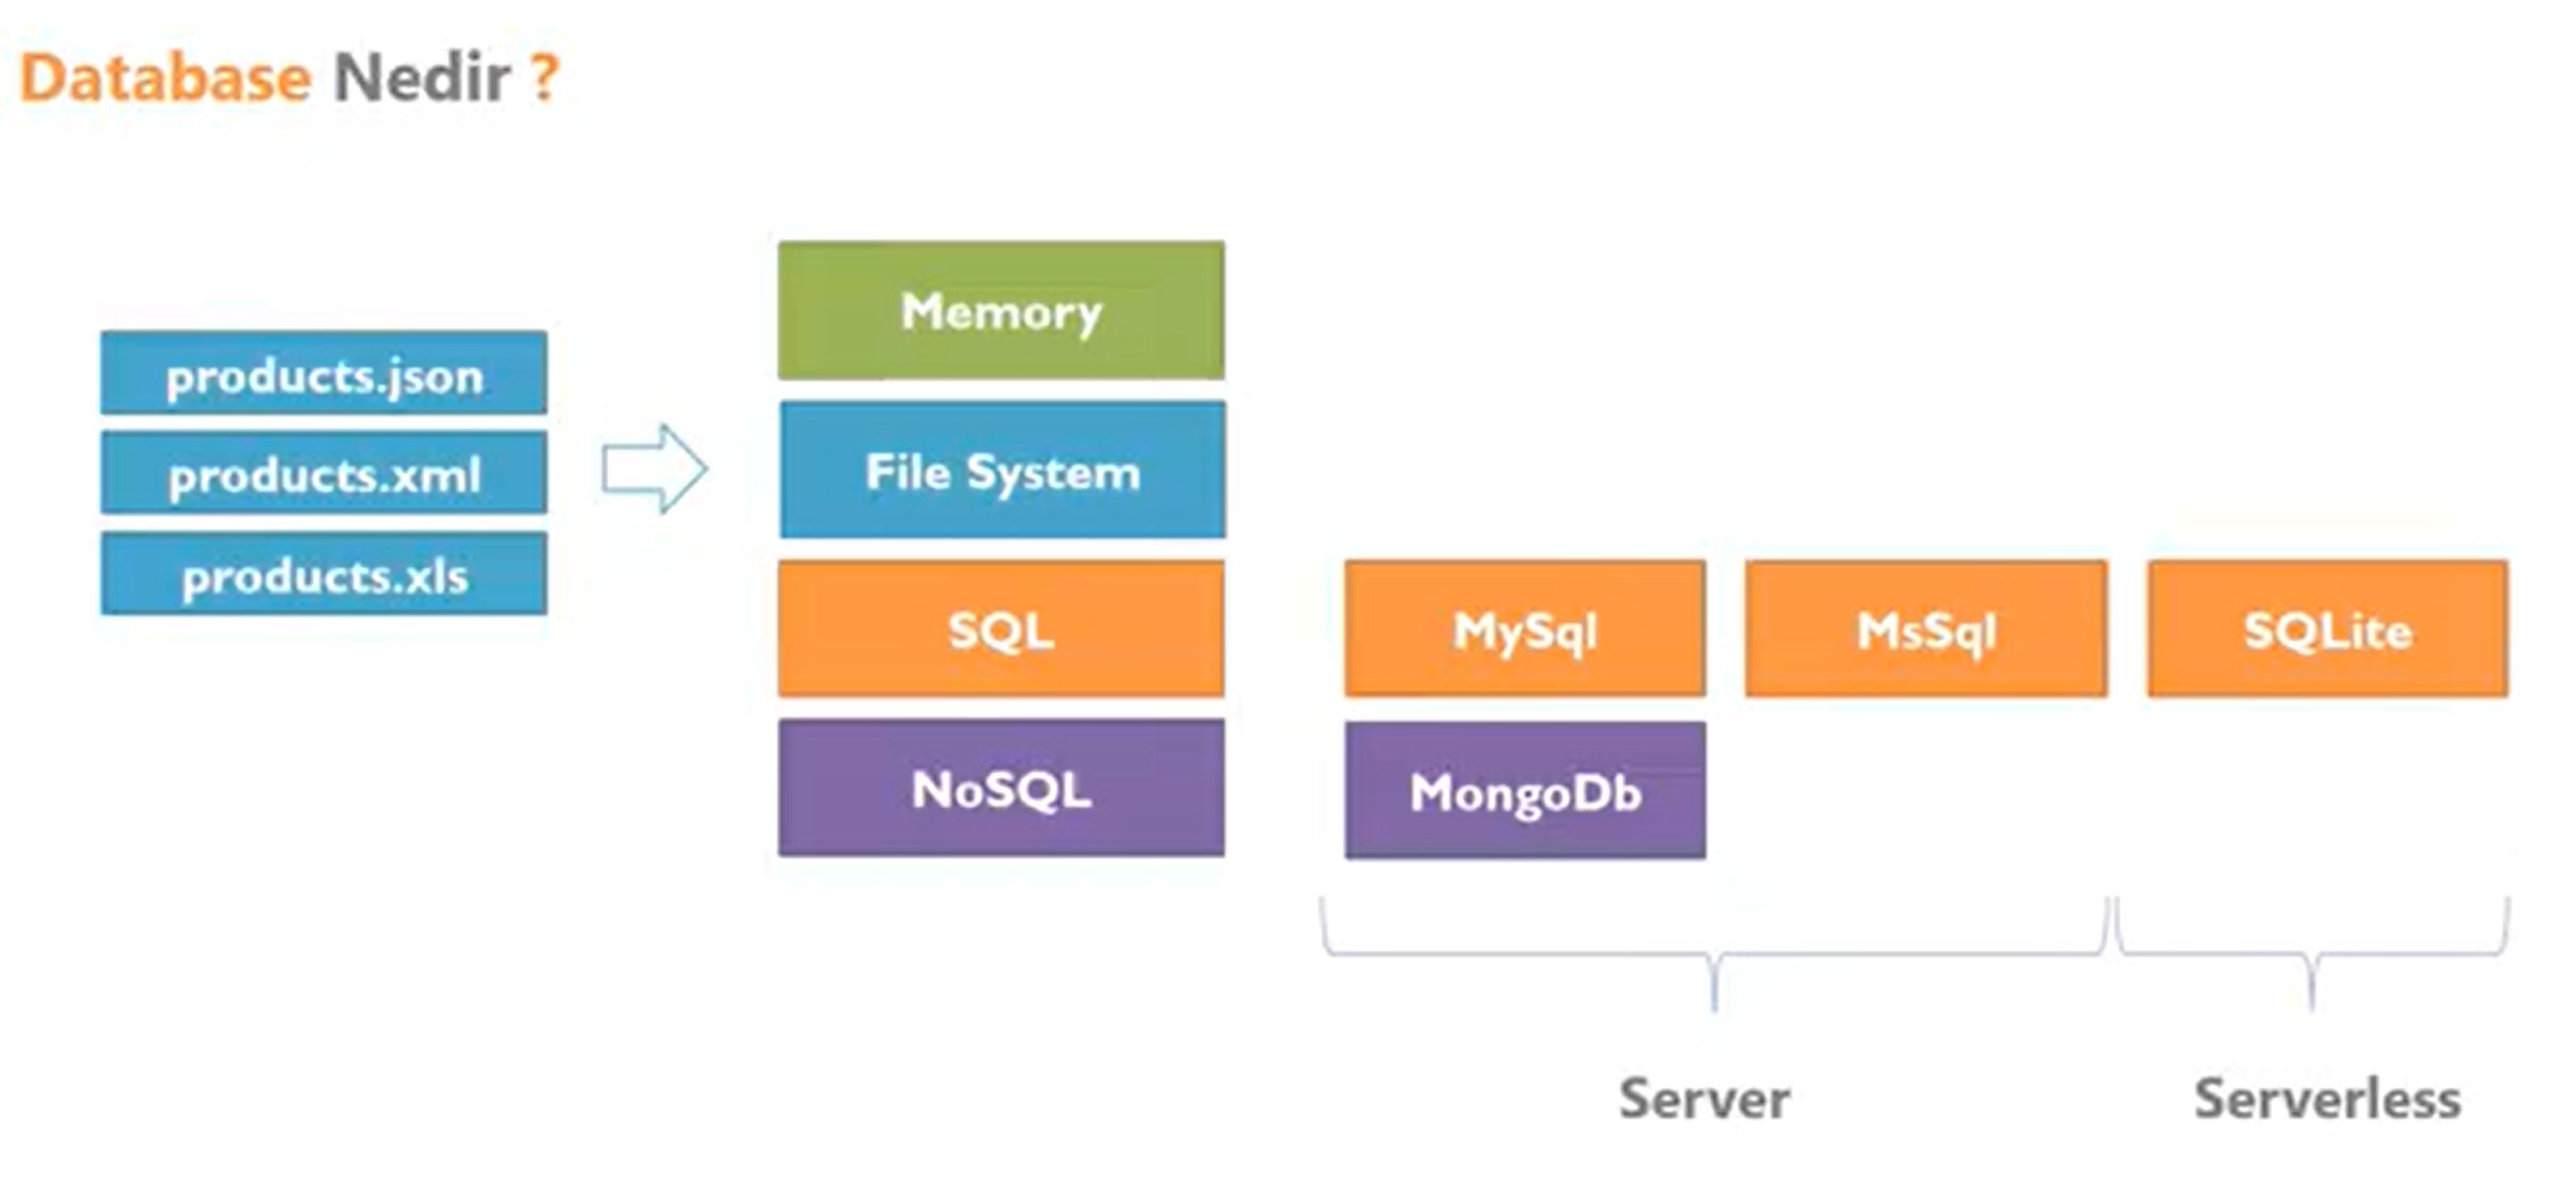 Database Nedir ?
products.json
products.xml
products.xls
Memory
File System
SQL
NoSQL
MySql
MsSql
SQLite
MongoDb
Server
Serverless